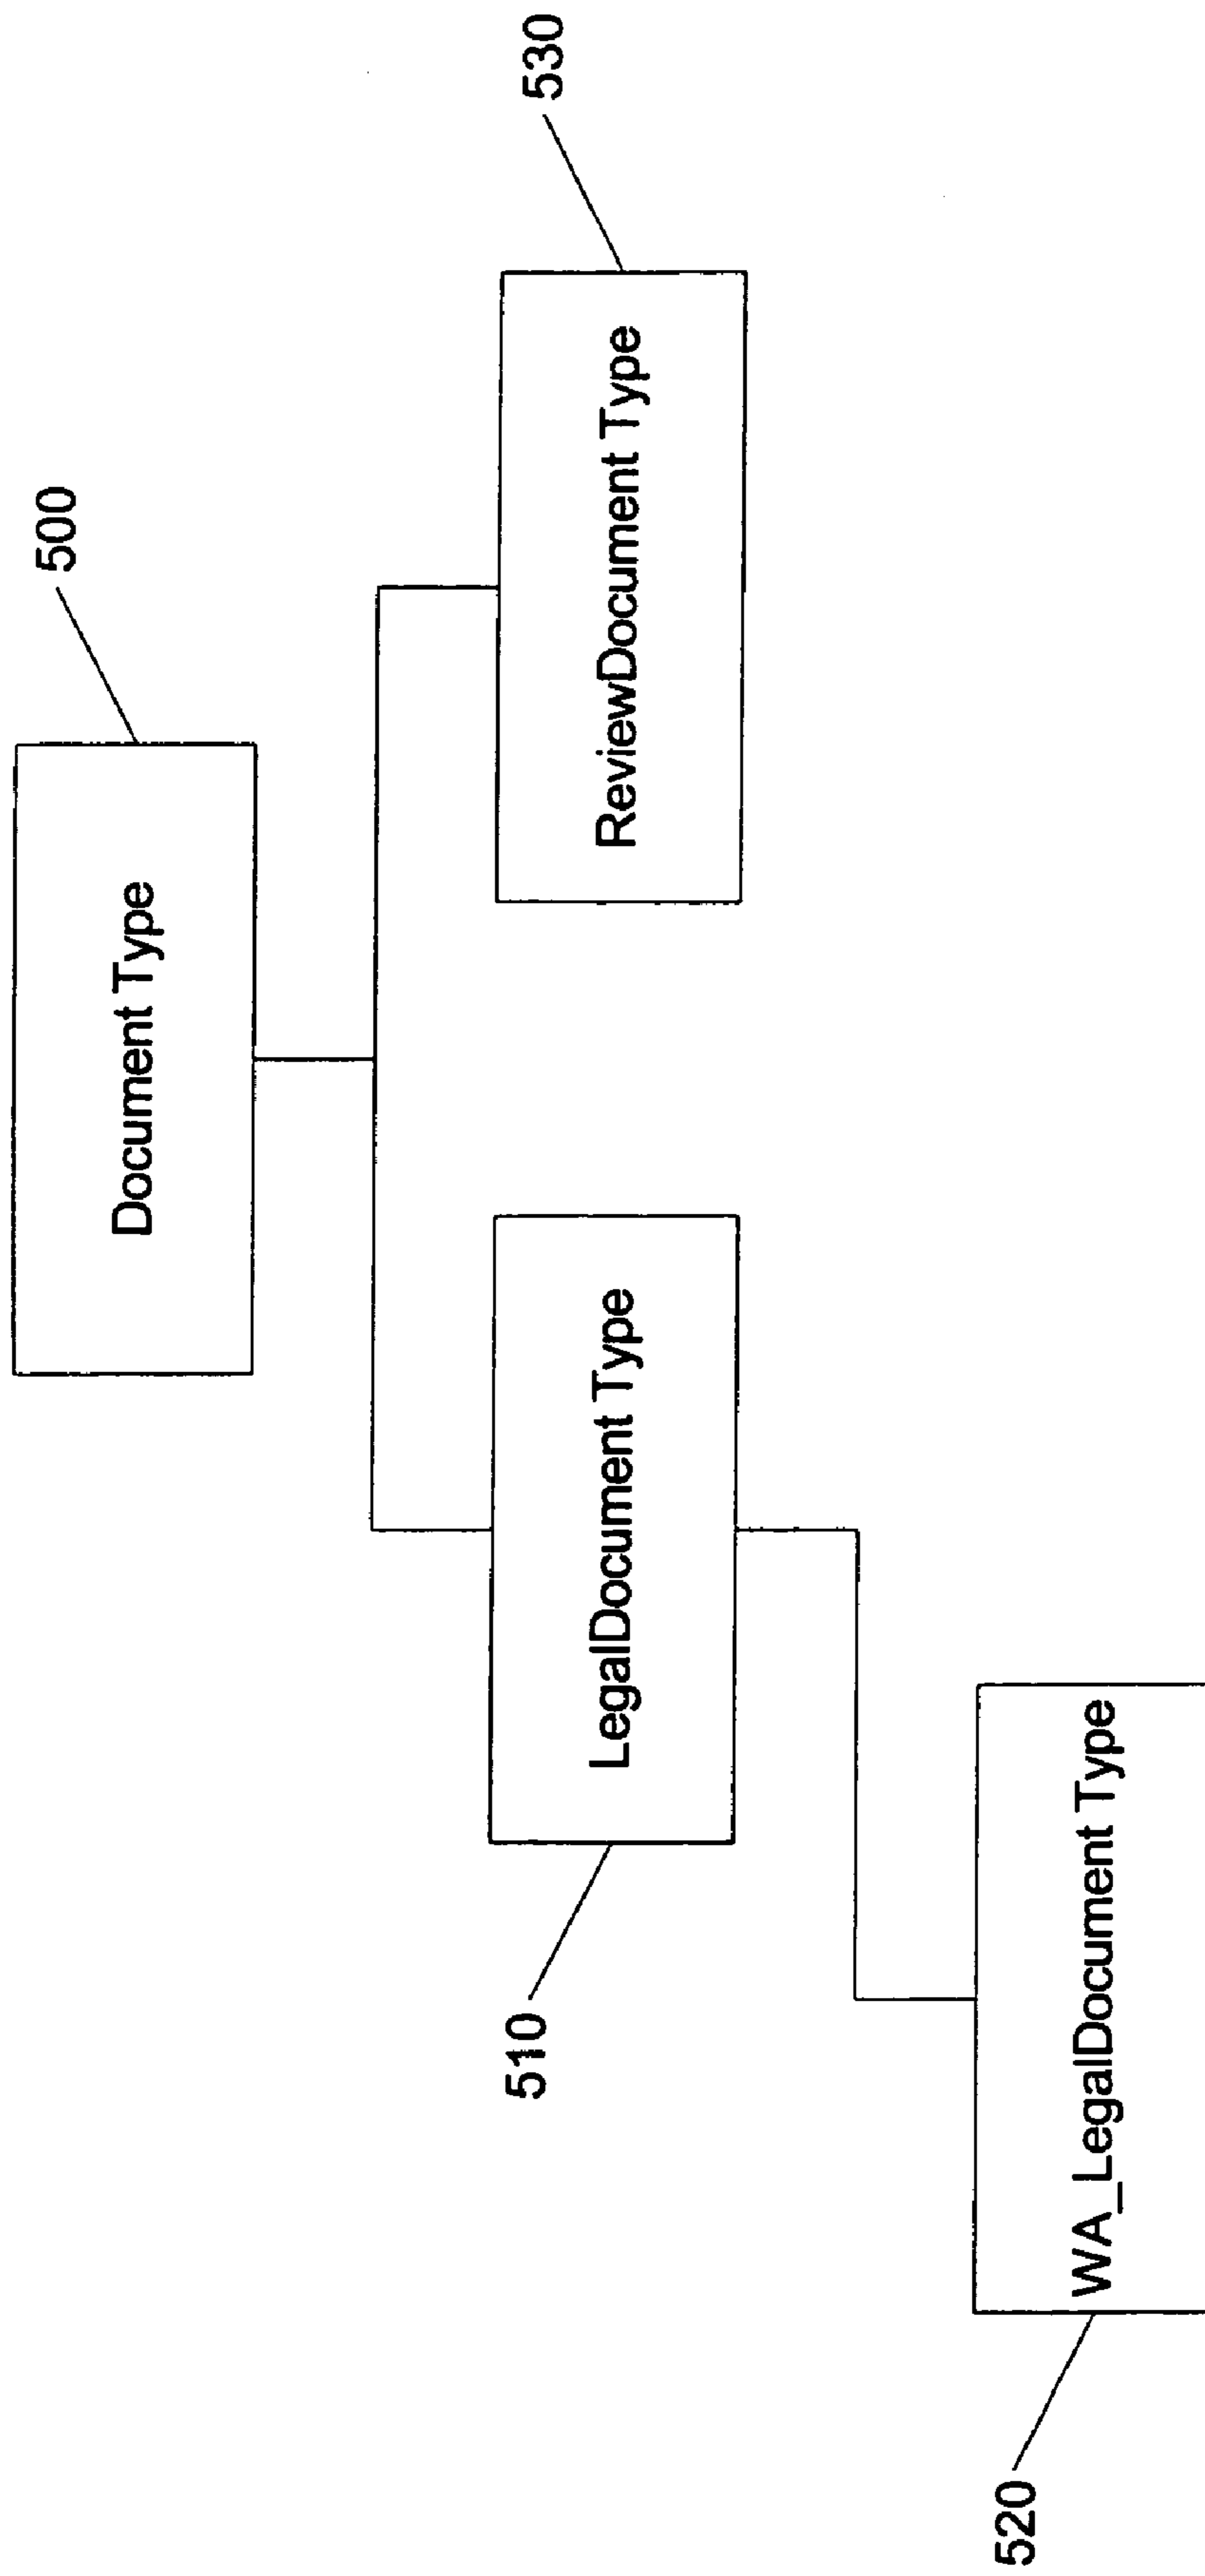 Document Type
500
LegalDocument Type
510
ReviewDocument Type
530
WA_LegalDocument Type
520